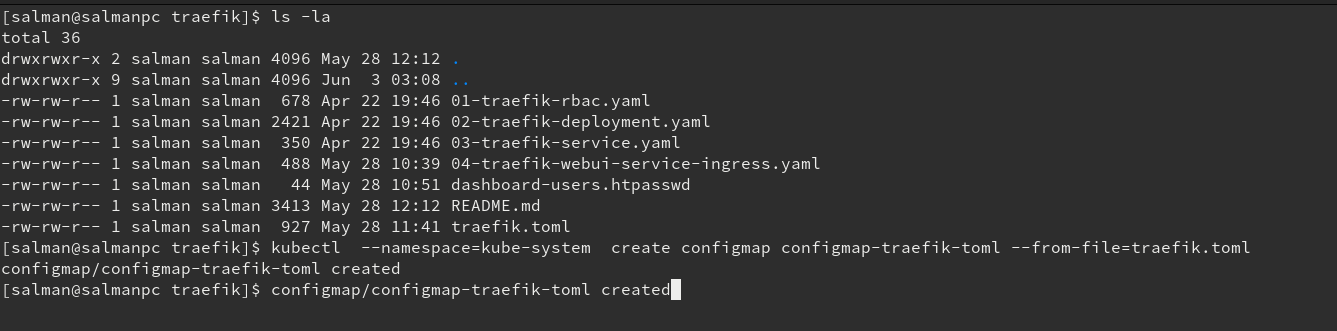 [salman@salmanpc traefik]$ ls -la
total 36
drwxrwxr-x 2 salman salman 4096 May 28 12:12 .
drwxrwxr-x 9 salman salman 4096 Jun  3 03:08 ..
-rw-rw-r-- 1 salman salman  678 Apr 22 19:46 01-traefik-rbac.yaml
-rw-rw-r-- 1 salman salman 2421 Apr 22 19:46 02-traefik-deployment.yaml
-rw-rw-r-- 1 salman salman  350 Apr 22 19:46 03-traefik-service.yaml
-rw-rw-r-- 1 salman salman  488 May 28 10:39 04-traefik-webui-service-ingress.yaml
-rw-rw-r-- 1 salman salman   44 May 28 10:51 dashboard-users.htpasswd
-rw-rw-r-- 1 salman salman 3413 May 28 12:12 README.md
-rw-rw-r-- 1 salman salman  927 May 28 11:41 traefik.toml
[salman@salmanpc traefik]$ kubectl  --namespace=kube-system  create configmap configmap-traefik-toml --from-file=traefik.toml
configmap/configmap-traefik-toml created
[salman@salmanpc traefik]$ configmap/configmap-traefik-toml created